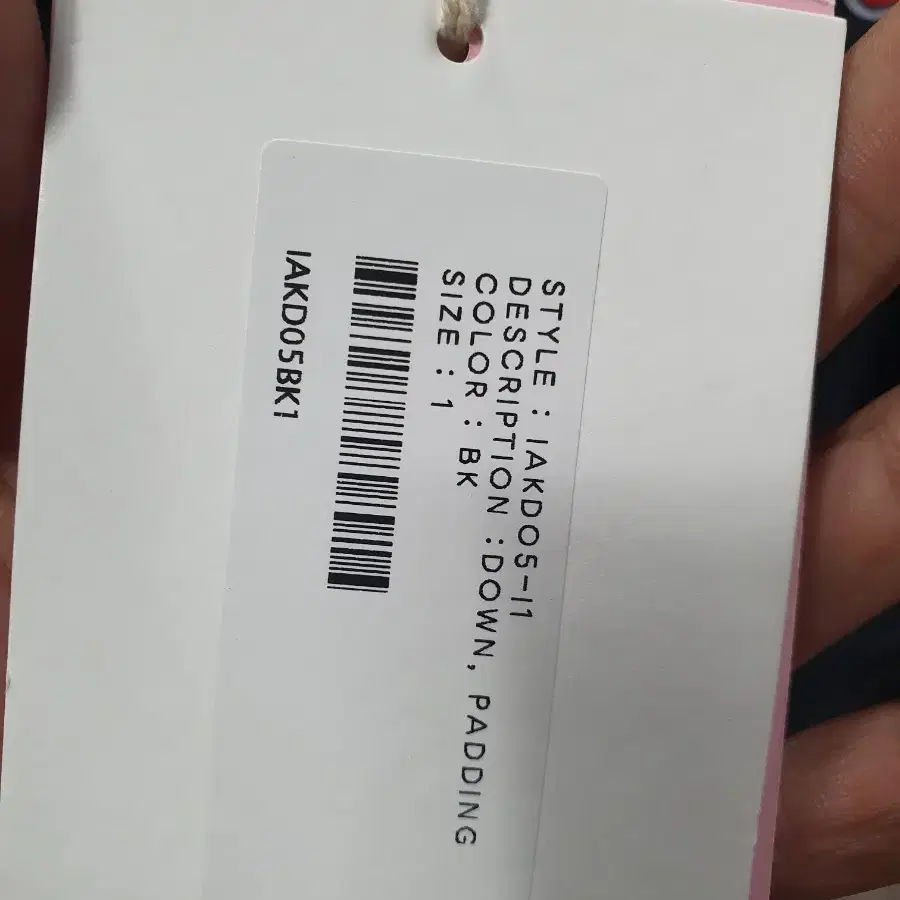 STYLE : IAKD05-I1
DESCRIPTION :DOWN, PADDING
COLOR : BK
SIZE : 1
IAKD05BK1